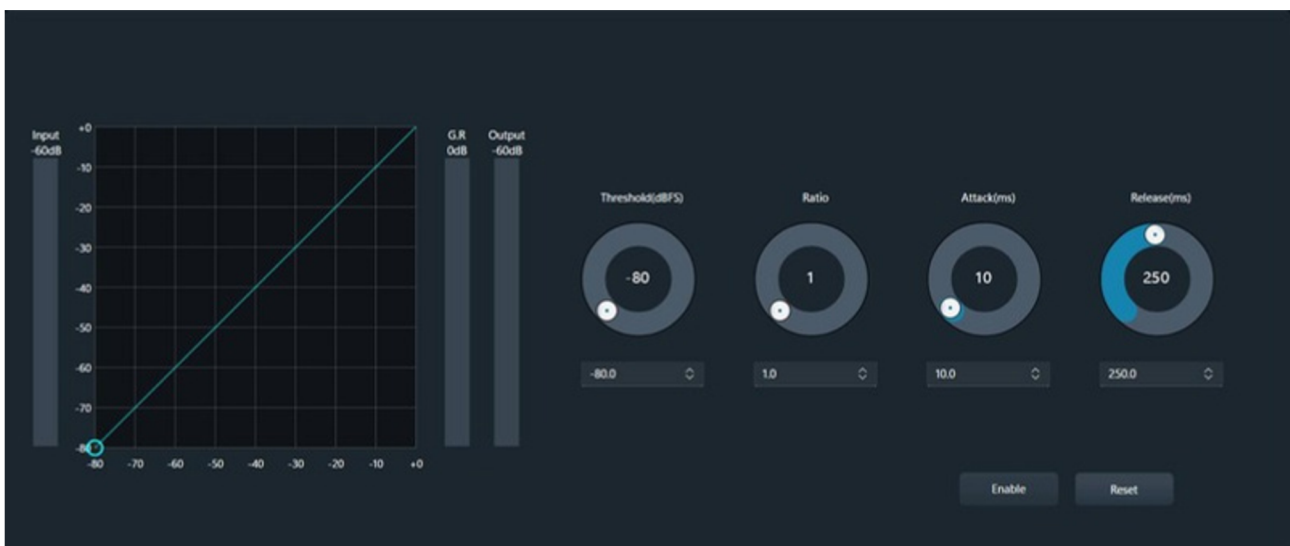 Input
-60dB
+0
-10
-20
-30
-40
-50
-60
-70
-80
-80 -70 -60 -50 -40 -30 -20 -10 +0
G.R
0dB
Output
-60dB
Threshold(dBFS)
-80
-80.0
Ratio
1
1.0
Attack(ms)
10
10.0
Release(ms)
250
250.0
Enable
Reset